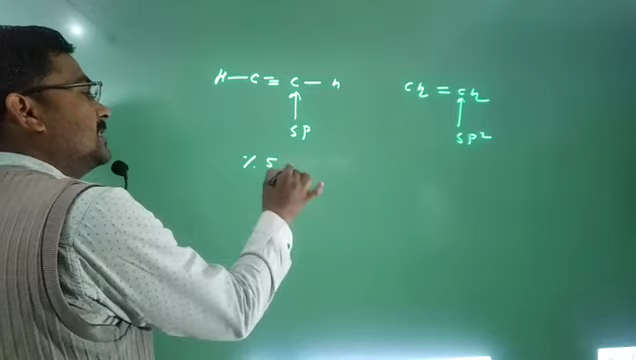 H—C≡C—H
CH₂=CH₂
SP
SP²
% S